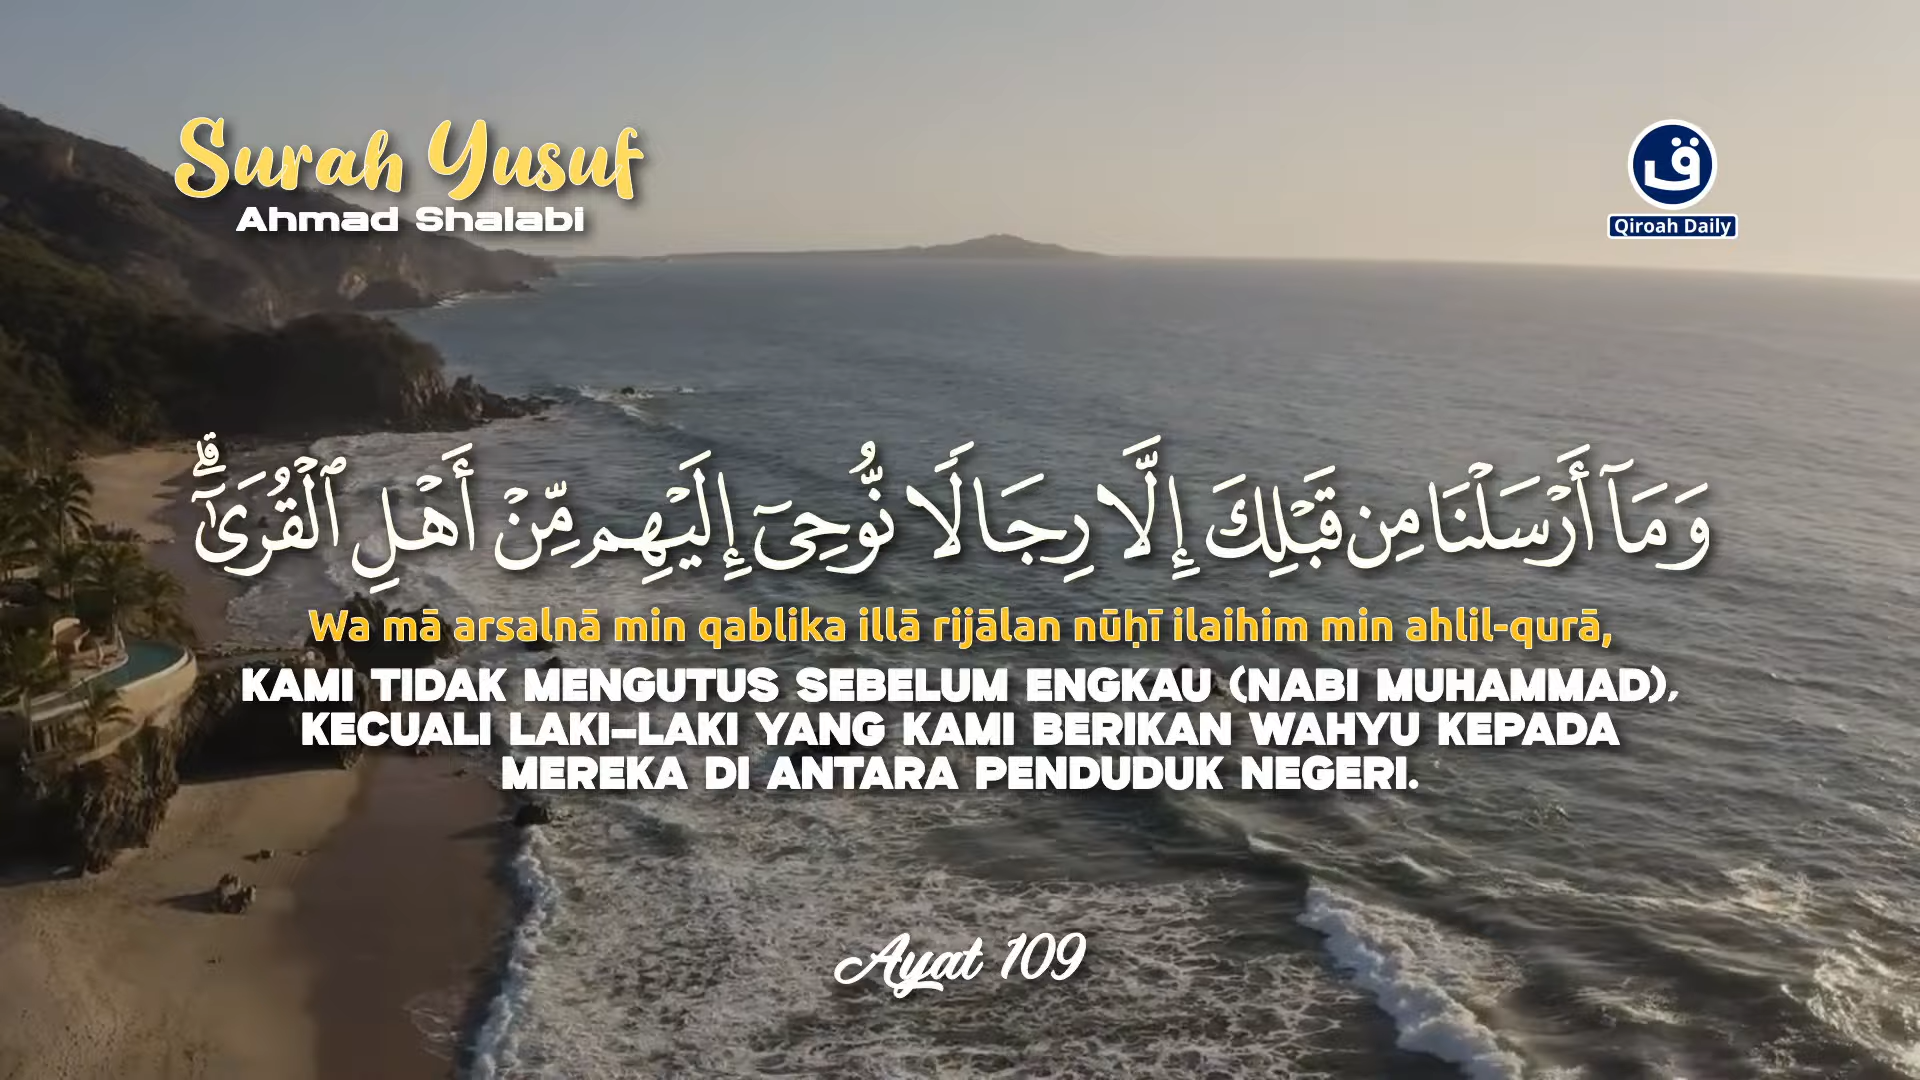 Surah Yusuf
Ahmad Shalabi
ق
Qiroah Daily
وَمَآ أَرْسَلْنَا مِن قَبْلِكَ إِلَّا رِجَالًا نُّوحِىٓ إِلَيْهِم مِّنْ أَهْلِ ٱلْقُرَىٰٓ ۗ
Wa mā arsalnā min qablika illā rijālan nūḥī ilaihim min ahlil-qurā,
KAMI TIDAK MENGUTUS SEBELUM ENGKAU (NABI MUHAMMAD),
KECUALI LAKI-LAKI YANG KAMI BERIKAN WAHYU KEPADA
MEREKA DI ANTARA PENDUDUK NEGERI.
Ayat 109